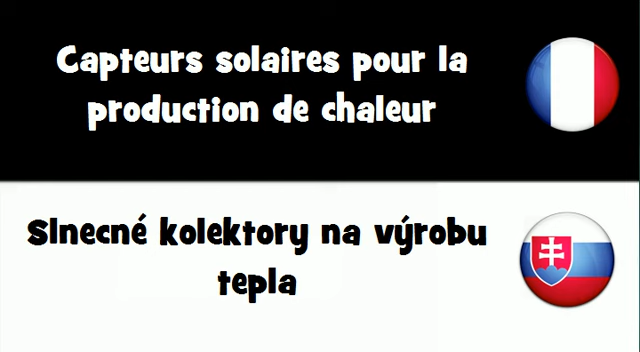 Capteurs solaires pour la
production de chaleur
Slnecné kolektory na výrobu
tepla